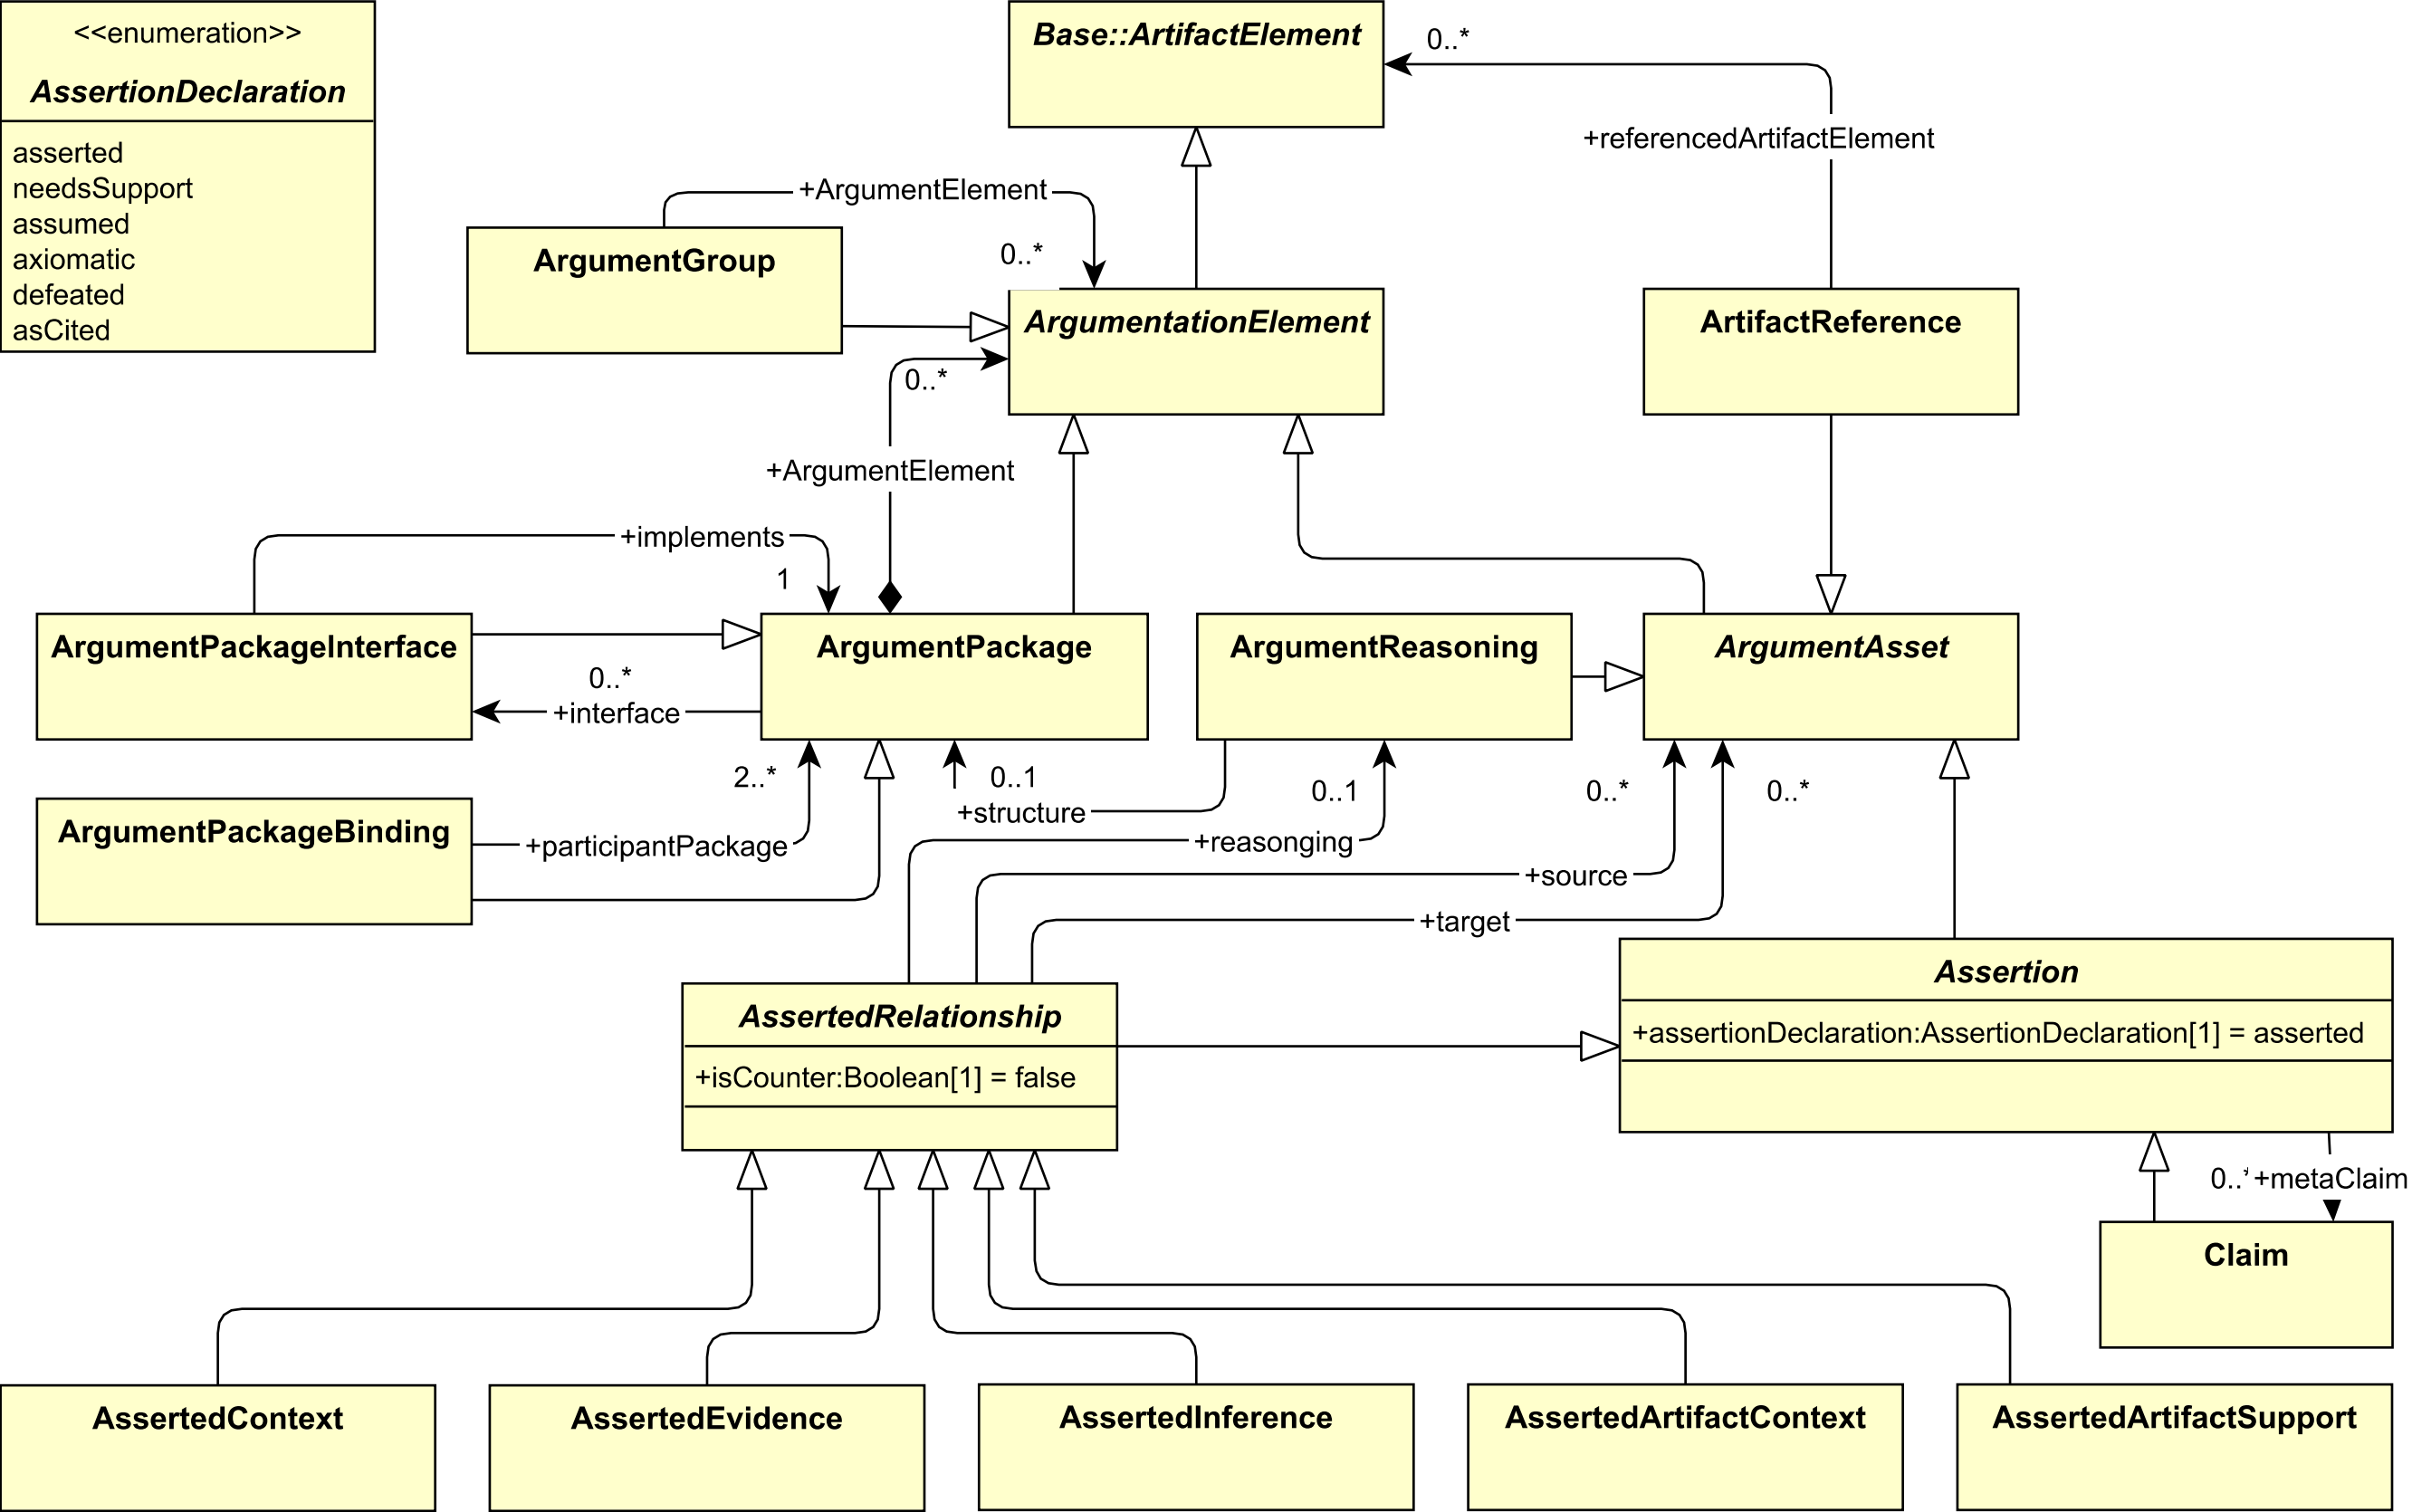 <<enumeration>>
AssertionDeclaration
asserted
needsSupport
assumed
axiomatic
defeated
asCited
Base::ArtifactElement
0..*
+referencedArtifactElement
+ArgumentElement
0..*
ArgumentGroup
ArgumentationElement
ArtifactReference
0..*
+ArgumentElement
+implements
1
ArgumentPackageInterface
ArgumentPackage
ArgumentReasoning
ArgumentAsset
0..*
+interface
2..*
0..1
+structure
0..1
0..*
0..*
ArgumentPackageBinding
+participantPackage
+reasonging
+source
+target
AssertedRelationship
+isCounter:Boolean[1] = false
Assertion
+assertionDeclaration:AssertionDeclaration[1] = asserted
0..*
+metaClaim
Claim
AssertedContext
AssertedEvidence
AssertedInference
AssertedArtifactContext
AssertedArtifactSupport